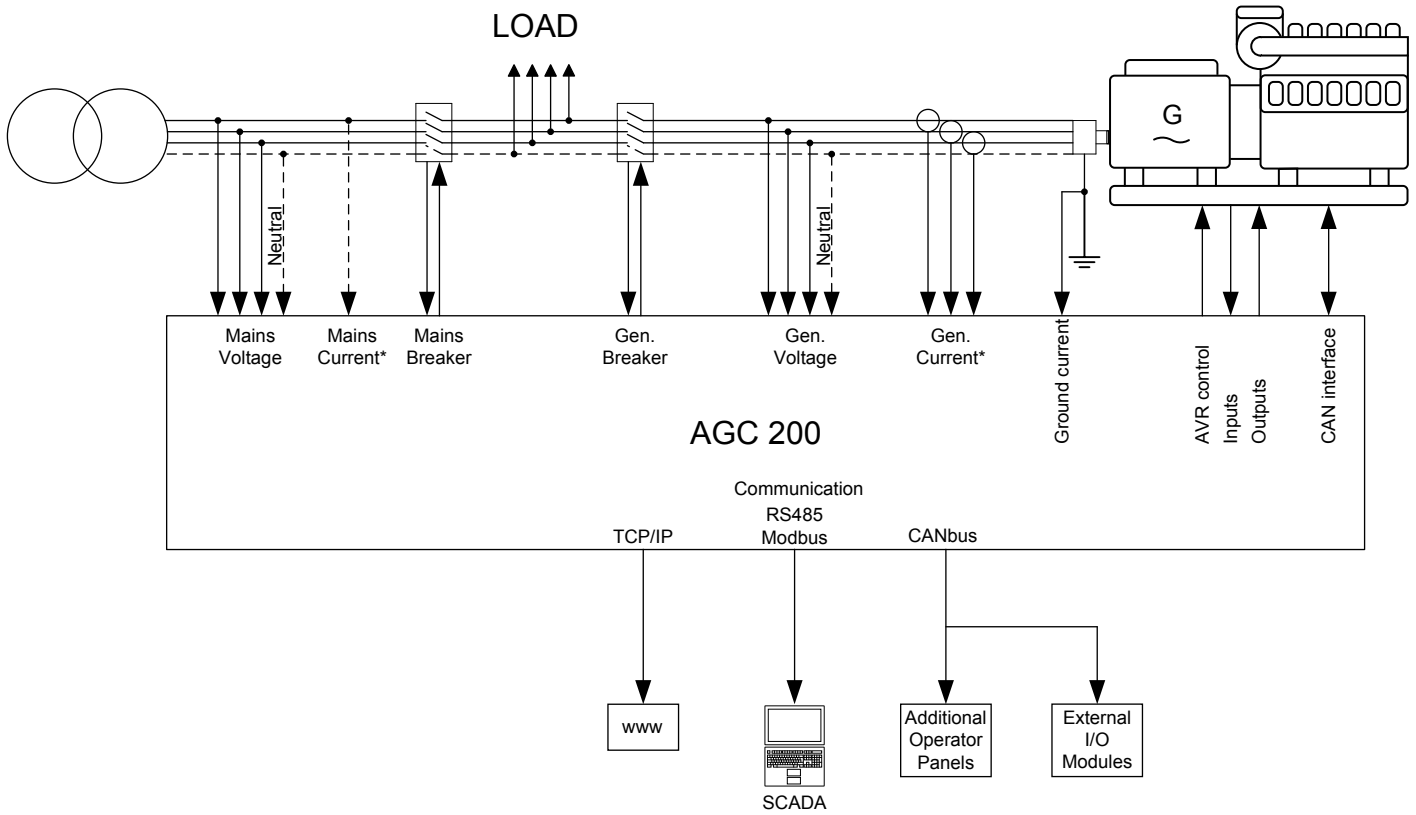 LOAD
G
Neutral
Neutral
Mains
Voltage
Mains
Current*
Mains
Breaker
Gen.
Breaker
Gen.
Voltage
Gen.
Current*
Ground current
AVR control
Inputs
Outputs
CAN interface
AGC 200
Communication
TCP/IP
RS485
Modbus
CANbus
www
SCADA
Additional
Operator
Panels
External
I/O
Modules